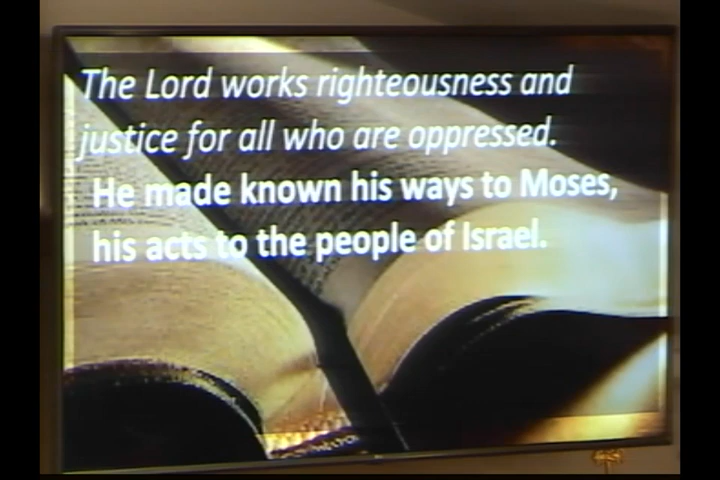 The Lord works righteousness and
justice for all who are oppressed.
He made known his ways to Moses,
his acts to the people of Israel.